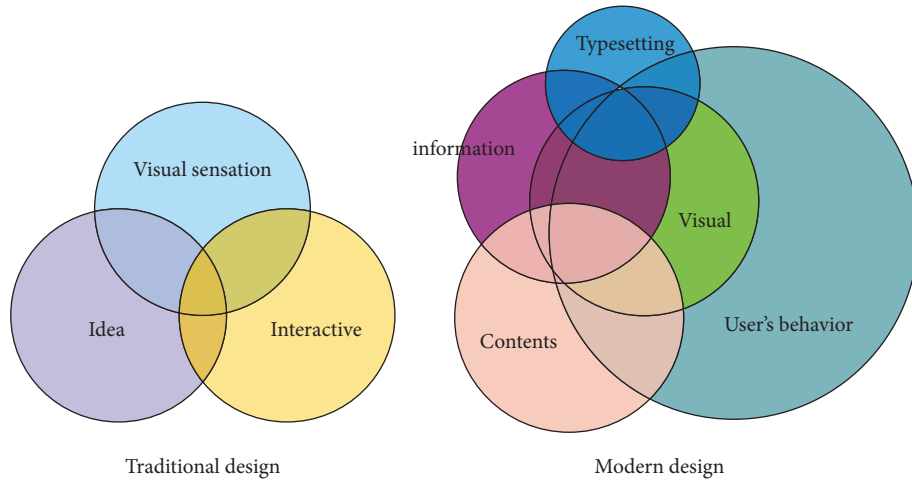 Visual sensation
Idea
Interactive
Traditional design
Typesetting
information
Visual
Contents
User's behavior
Modern design